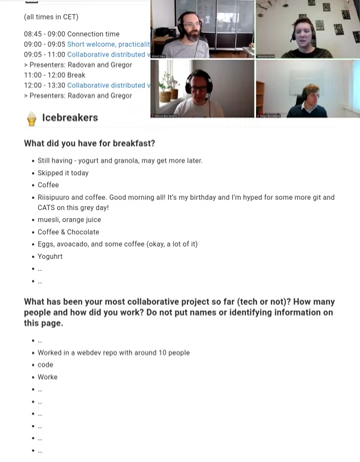 (all times in CET)
08:45 - 09:00 Connection time
09:00 - 09:05 Short welcome, practicalit
09:05 - 11:00 Collaborative distributed v
> Presenters: Radovan and Gregor
11:00 - 12:00 Break
12:00 - 13:30 Collaborative distributed v
> Presenters: Radovan and Gregor
Icebreakers
What did you have for breakfast?
• Still having - yogurt and granola, may get more later.
• Skipped it today
• Coffee
• Riisipuuro and coffee. Good morning all! It's my birthday and I'm hyped for some more git and
CATS on this grey day!
• muesli, orange juice
• Coffee & Chocolate
• Eggs, avoacado, and some coffee (okay, a lot of it)
• Yoguhrt
• ..
• ..
What has been your most collaborative project so far (tech or not)? How many
people and how did you work? Do not put names or identifying information on
this page.
• ..
• Worked in a webdev repo with around 10 people
• code
• Worke
• ..
• ..
• ..
• ..
• ..
• ..